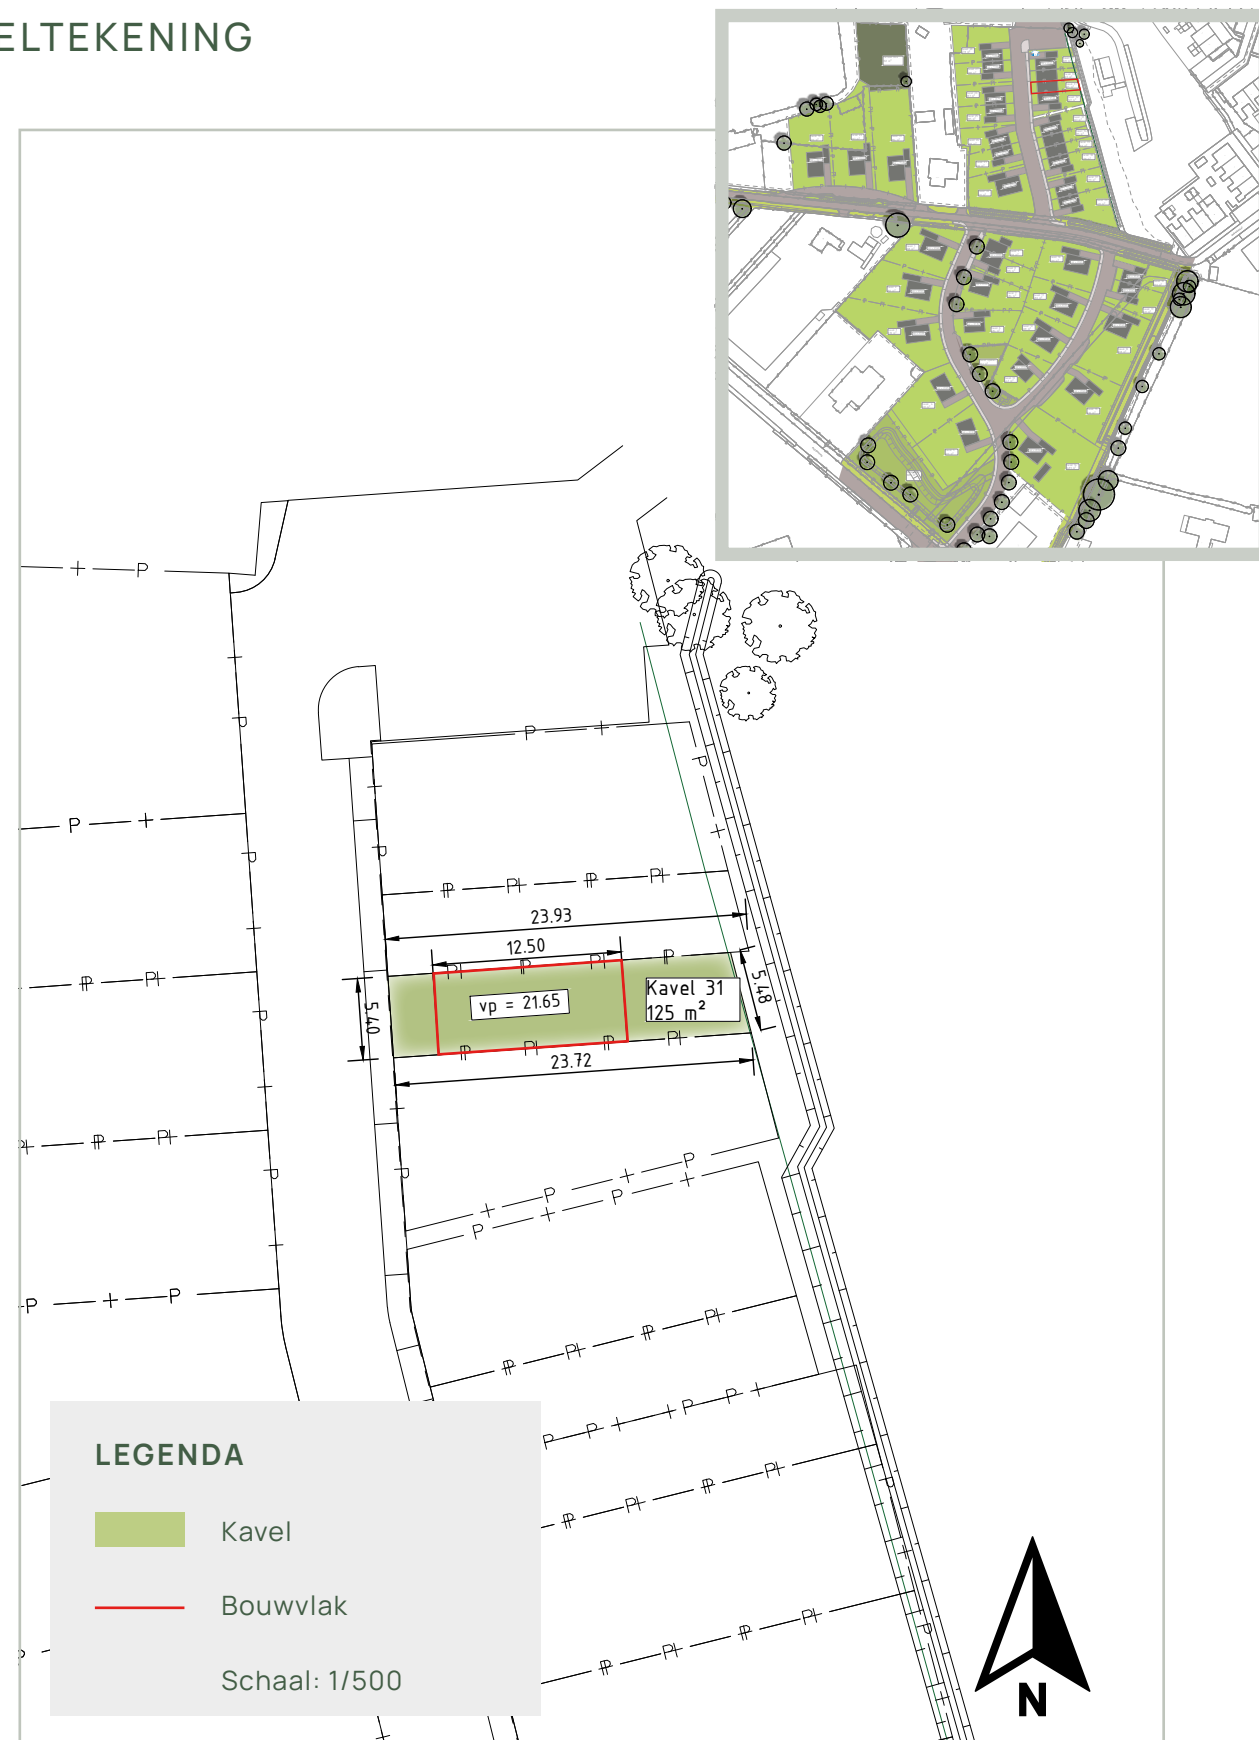 ELTEKENING
23.93
12.50
vp = 21.65
Kavel 31
125 m²
5.48
5.40
23.72
LEGENDA
Kavel
Bouwvlak
Schaal: 1/500
N